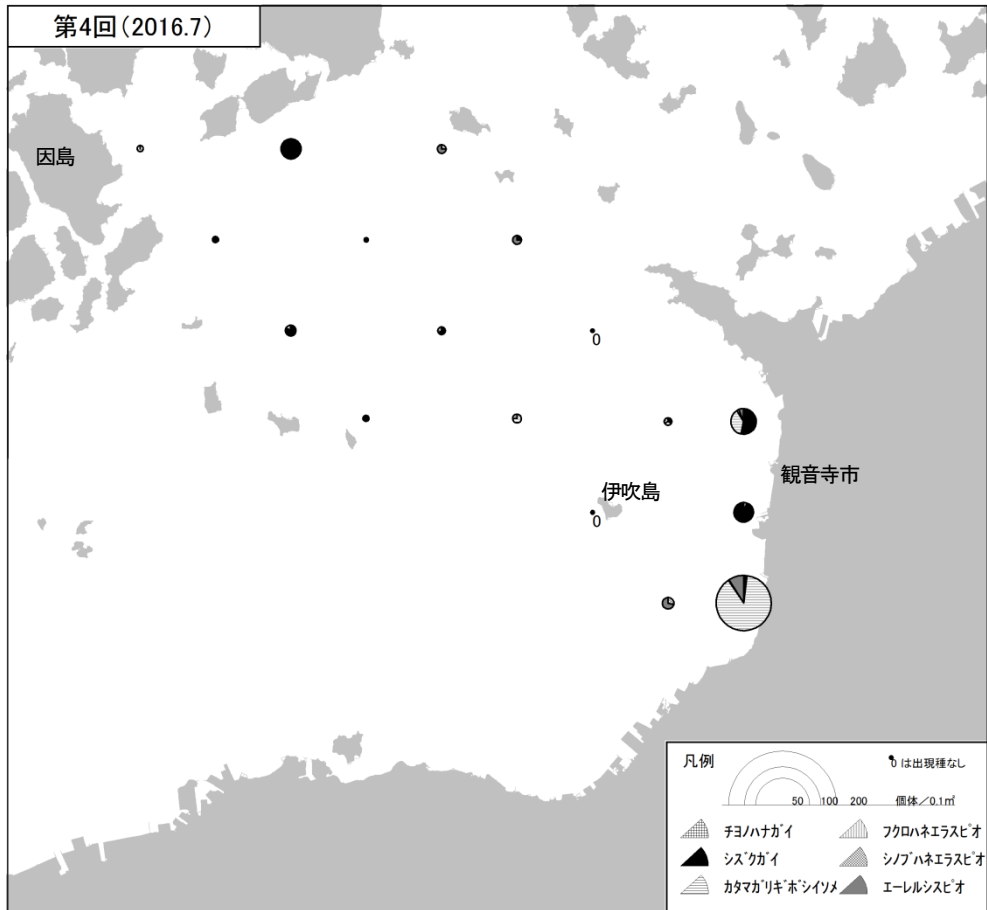 第4回(2016.7)
因島
0
観音寺市
伊吹島
0
凡例
0 は出現種なし
50 100 200 個体/0.1㎡
チヨノハナガイ フクロハネエラスピオ
シズクガイ シノブハネエラスピオ
カタマガリギボシイソメ エーレルシスピオ